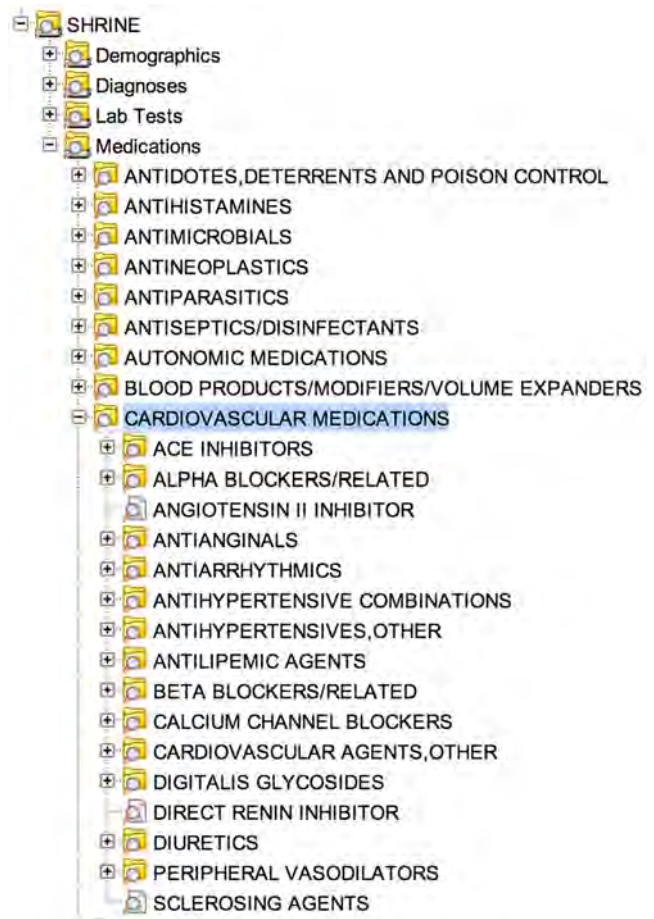 SHRINE
Demographics
Diagnoses
Lab Tests
Medications
ANTIDOTES,DETERRENTS AND POISON CONTROL
ANTIHISTAMINES
ANTIMICROBIALS
ANTINEOPLASTICS
ANTIPARASITICS
ANTISEPTICS/DISINFECTANTS
AUTONOMIC MEDICATIONS
BLOOD PRODUCTS/MODIFIERS/VOLUME EXPANDERS
CARDIOVASCULAR MEDICATIONS
ACE INHIBITORS
ALPHA BLOCKERS/RELATED
ANGIOTENSIN II INHIBITOR
ANTIANGINALS
ANTIARRHYTHMICS
ANTIHYPERTENSIVE COMBINATIONS
ANTIHYPERTENSIVES,OTHER
ANTILIPEMIC AGENTS
BETA BLOCKERS/RELATED
CALCIUM CHANNEL BLOCKERS
CARDIOVASCULAR AGENTS,OTHER
DIGITALIS GLYCOSIDES
DIRECT RENIN INHIBITOR
DIURETICS
PERIPHERAL VASODILATORS
SCLEROSING AGENTS